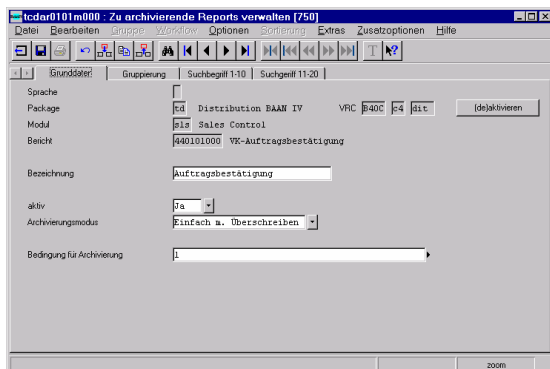 tcdar0101m000 : Zu archivierende Reports verwalten [750]
Datei Bearbeiten Gruppe Workflow Optionen Sortierung Extras Zusatzoptionen Hilfe
Grunddaten Gruppierung Suchbegriff 1-10 Suchgeriff 11-20
Sprache
Package td Distribution BAAN IV VRC B40C c4 dit (de)aktivieren
Modul sls Sales Control
Bericht 440101000 VK-Auftragsbestätigung
Bezeichnung Auftragsbestätigung
aktiv Ja
Archivierungsmodus Einfach m. Überschreiben
Bedingung für Archivierung 1
zoom